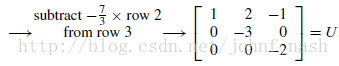 subtract −7/3 × row 2
from row 3
1 2 −1
0 −3 0 = U
0 0 −2
http://blog.csdn.net/johnfanash